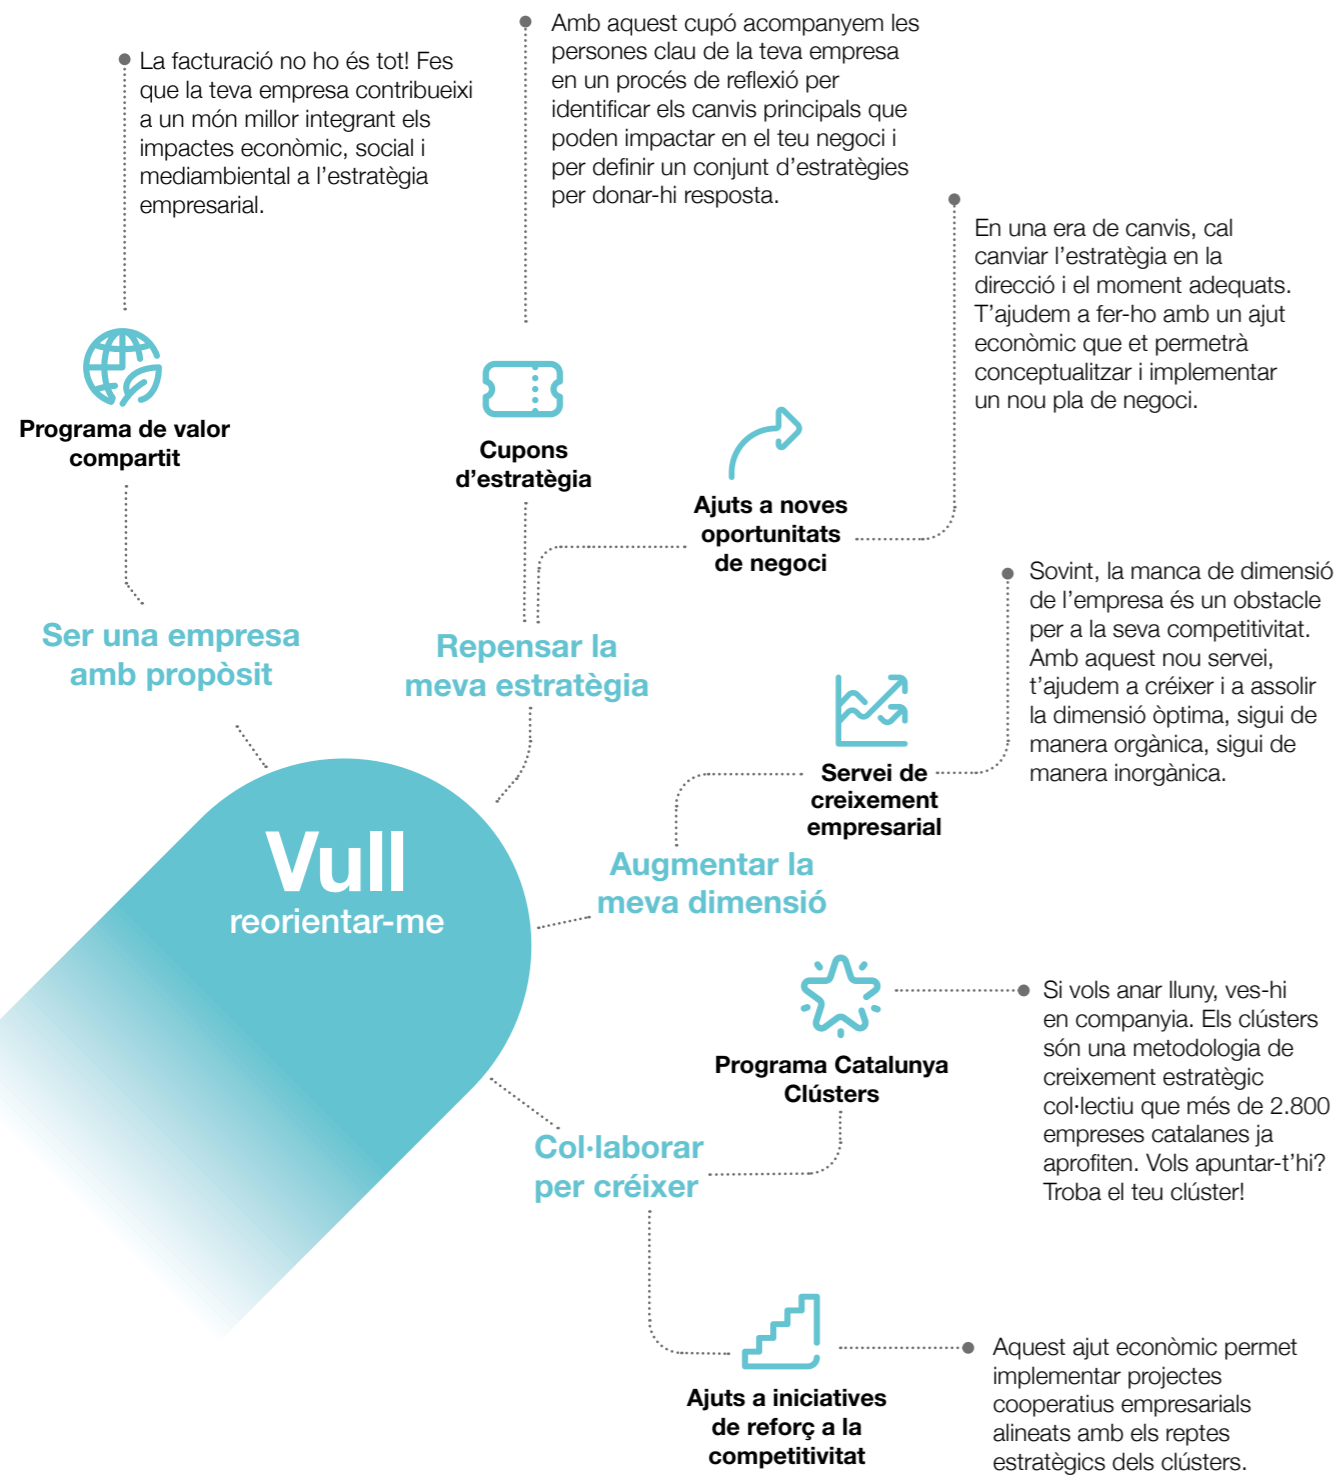 La facturació no ho és tot! Fes
que la teva empresa contribueixi
a un món millor integrant els
impactes econòmic, social i
mediambiental a l’estratègia
empresarial.
Programa de valor
compartit
Ser una empresa
amb propòsit
Amb aquest cupó acompanyem les
persones clau de la teva empresa
en un procés de reflexió per
identificar els canvis principals que
poden impactar en el teu negoci i
per definir un conjunt d’estratègies
per donar-hi resposta.
Cupons
d’estratègia
En una era de canvis, cal
canviar l’estratègia en la
direcció i el moment adequats.
T’ajudem a fer-ho amb un ajut
econòmic que et permetrà
conceptualitzar i implementar
un nou pla de negoci.
Ajuts a noves
oportunitats
de negoci
Repensar la
meva estratègia
Sovint, la manca de dimensió
de l’empresa és un obstacle
per a la seva competitivitat.
Amb aquest nou servei,
t’ajudem a créixer i a assolir
la dimensió òptima, sigui de
manera orgànica, sigui de
manera inorgànica.
Servei de
creixement
empresarial
Augmentar la
meva dimensió
Vull
reorientar-me
Si vols anar lluny, ves-hi
en companyia. Els clústers
són una metodologia de
creixement estratègic
col·lectiu que més de 2.800
empreses catalanes ja
aprofiten. Vols apuntar-t’hi?
Troba el teu clúster!
Programa Catalunya
Clústers
Col·laborar
per créixer
Aquest ajut econòmic permet
implementar projectes
cooperatius empresarials
alineats amb els reptes
estratègics dels clústers.
Ajuts a iniciatives
de reforç a la
competitivitat